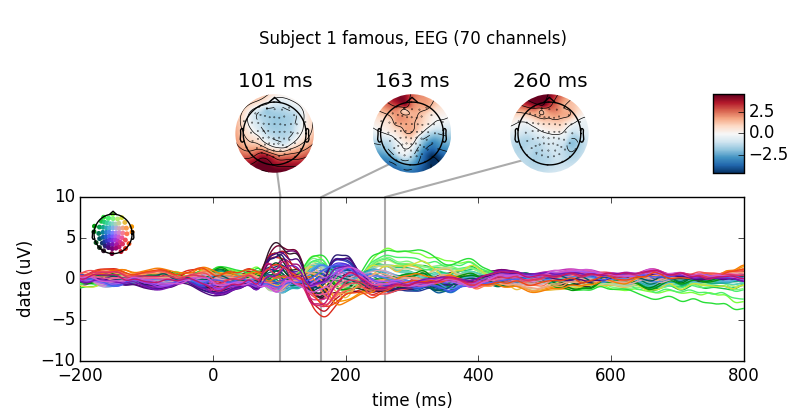 Subject 1 famous, EEG (70 channels)
101 ms 163 ms 260 ms
2.5
0.0
−2.5
10
5
0
−5
−10
data (uV)
−200 0 200 400 600 800
time (ms)